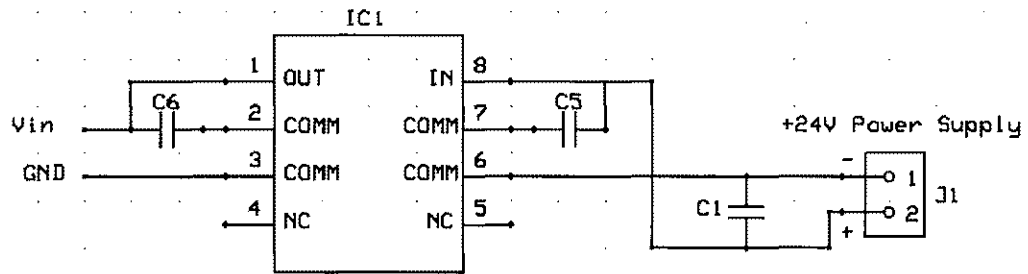 IC1
1 OUT IN 8
C6 C5
Vin 2 COMM COMM 7 +24V Power Supply
GND 3 COMM COMM 6 - 1
C1 J1
4 NC NC 5 + 2